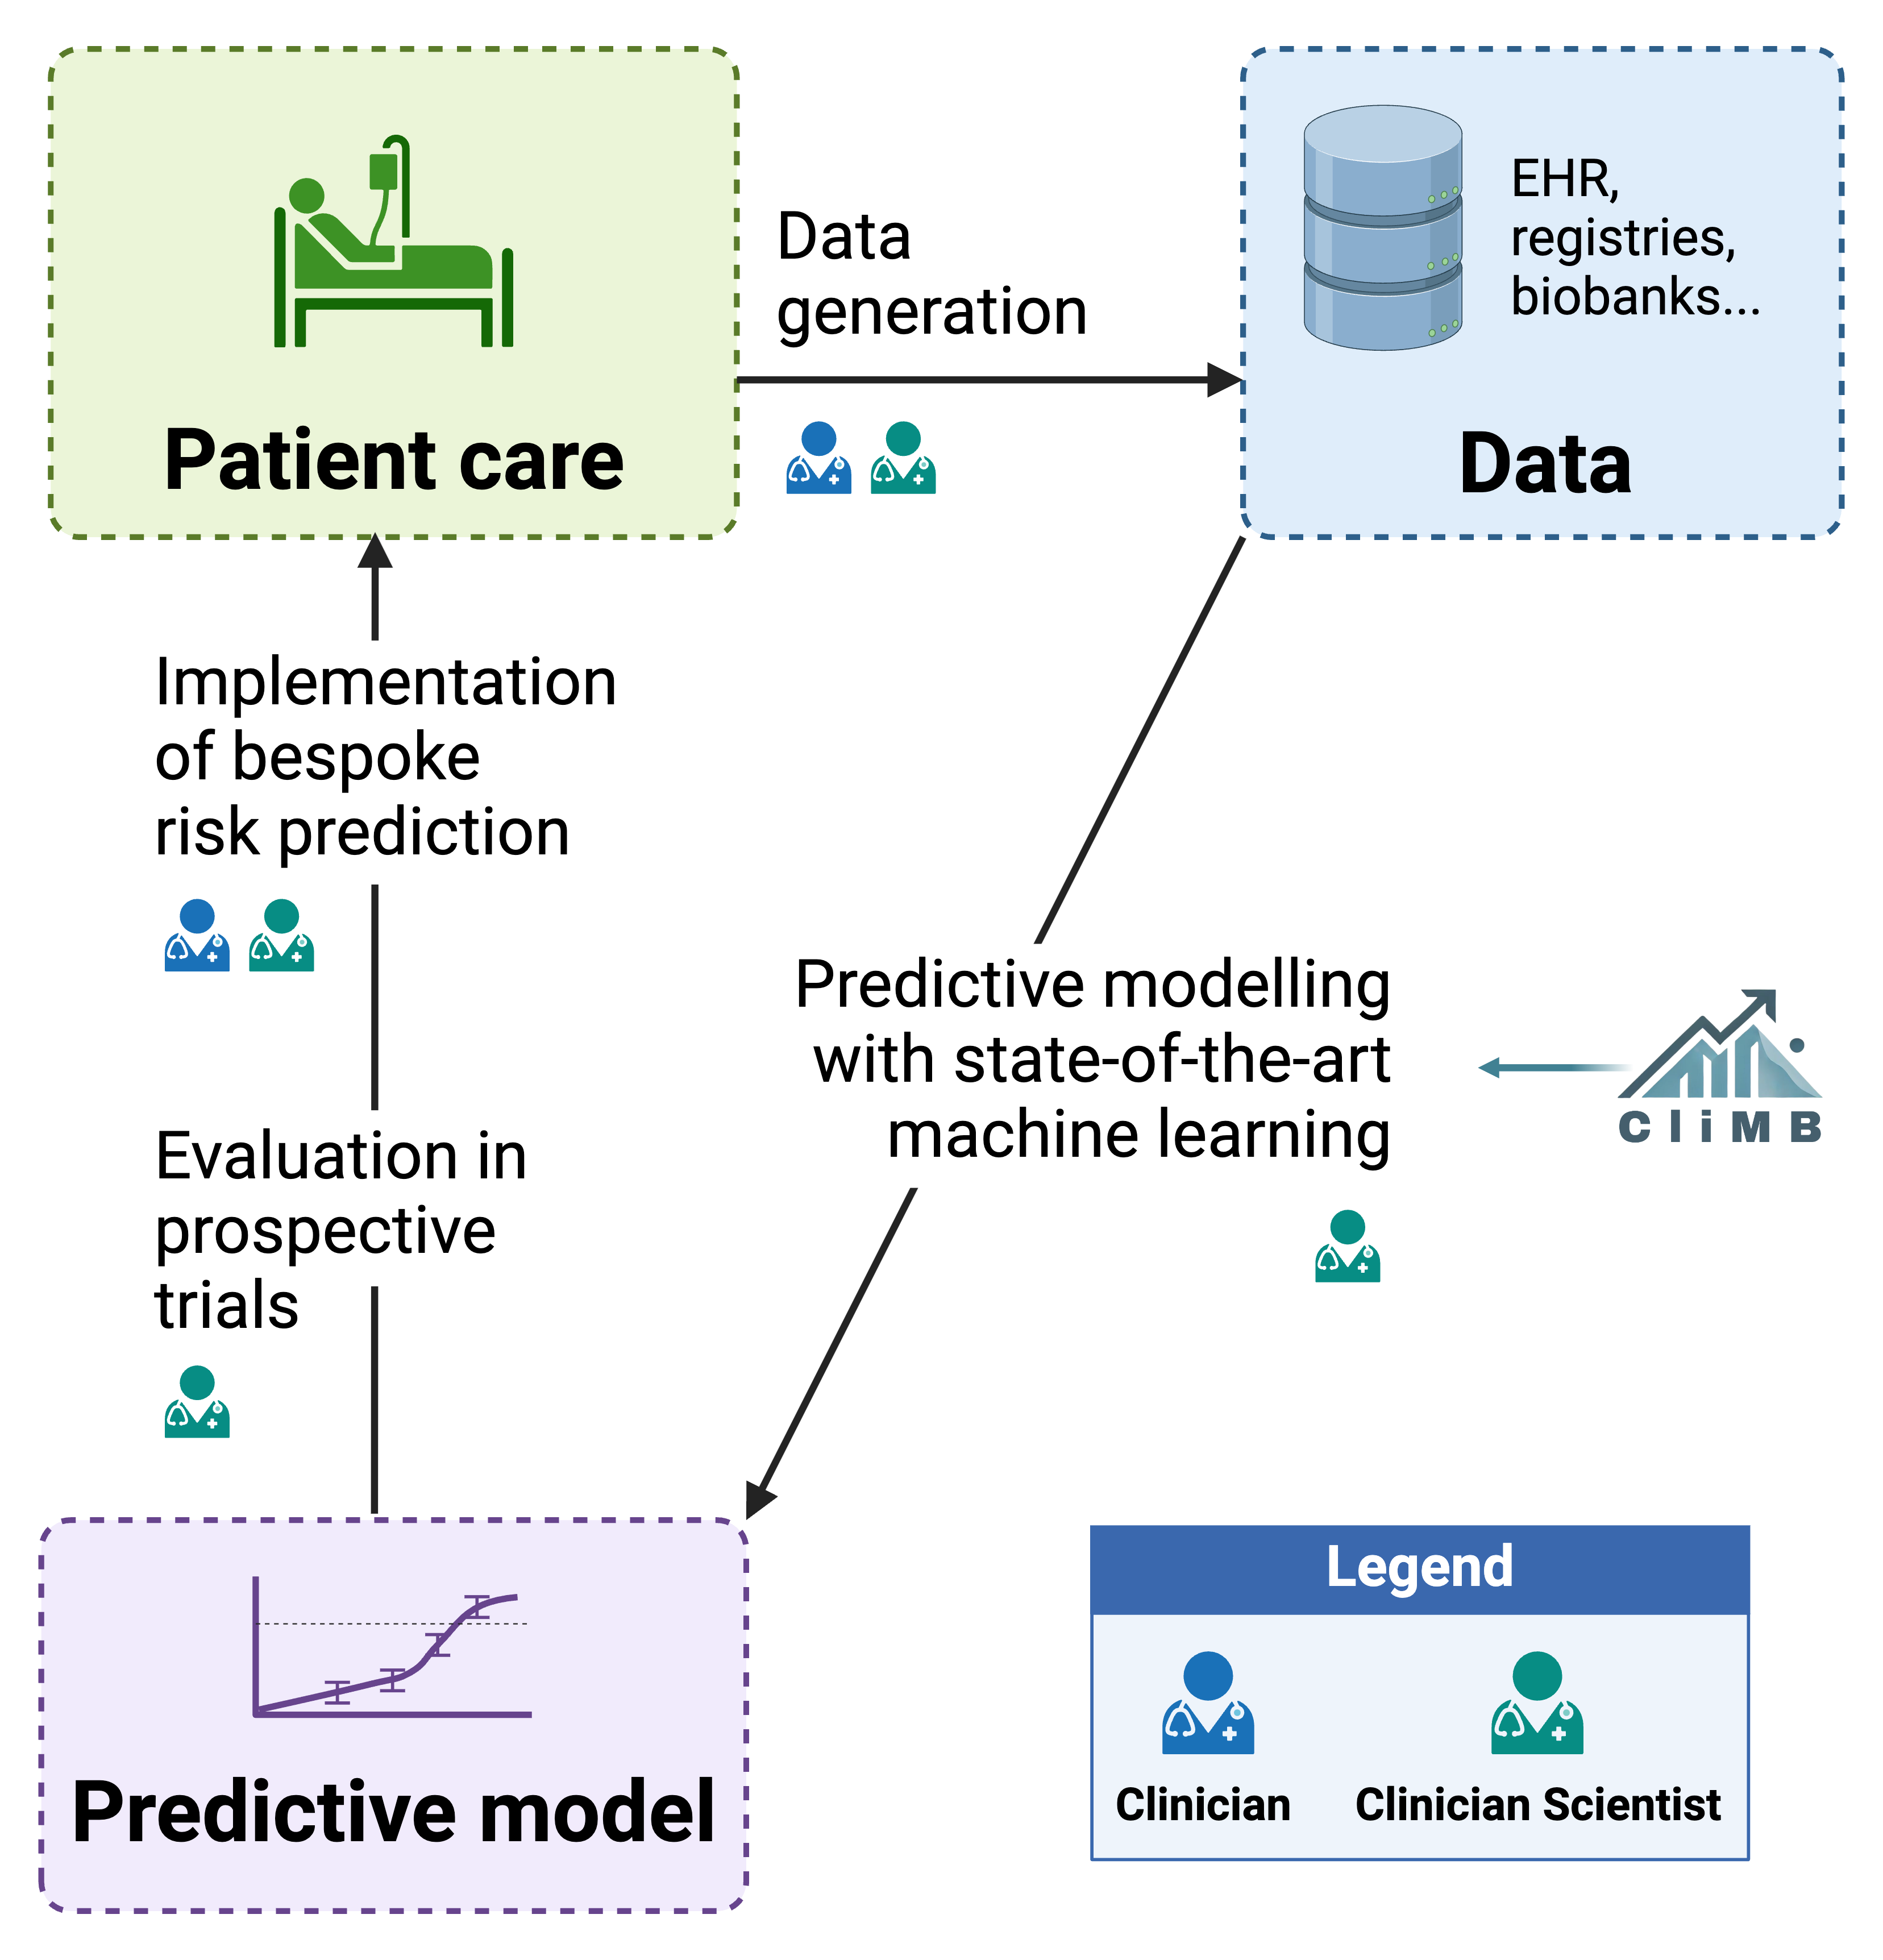 Patient care
Data
generation
EHR,
registries,
biobanks...
Data
Implementation
of bespoke
risk prediction
Predictive modelling
with state-of-the-art
machine learning
CliMB
Evaluation in
prospective
trials
Predictive model
Legend
Clinician
Clinician Scientist